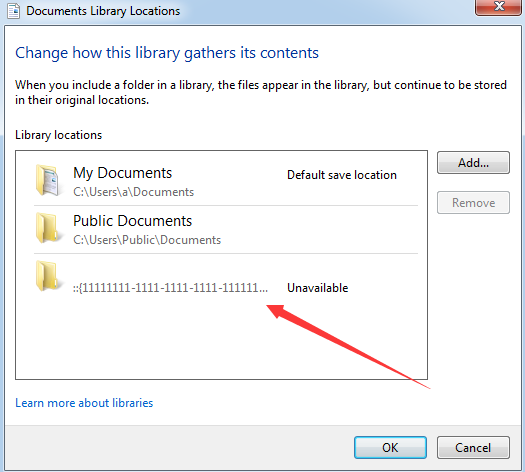 Documents Library Locations
Change how this library gathers its contents
When you include a folder in a library, the files appear in the library, but continue to be stored
in their original locations.
Library locations
My Documents
Default save location
C:\Users\a\Documents
Public Documents
C:\Users\Public\Documents
::{11111111-1111-1111-1111-111111...
Unavailable
Add...
Remove
Learn more about libraries
OK
Cancel